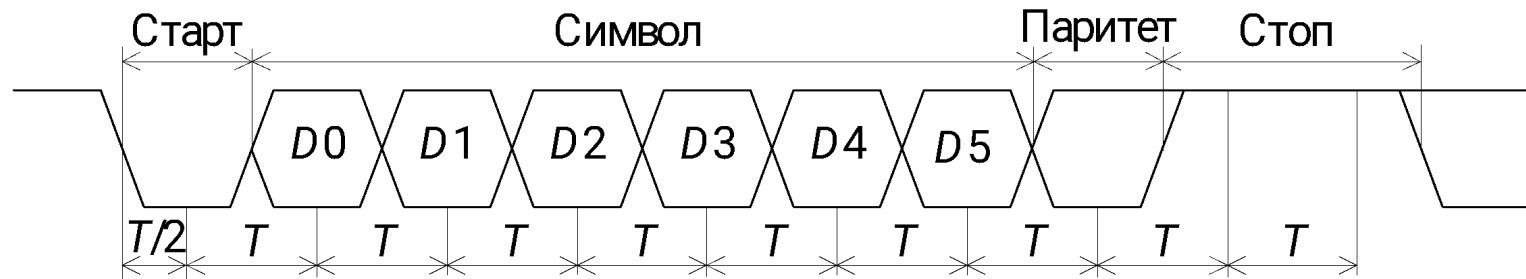 Старт Символ Паритет Стоп
D0 D1 D2 D3 D4 D5
T/2 T T T T T T T T T